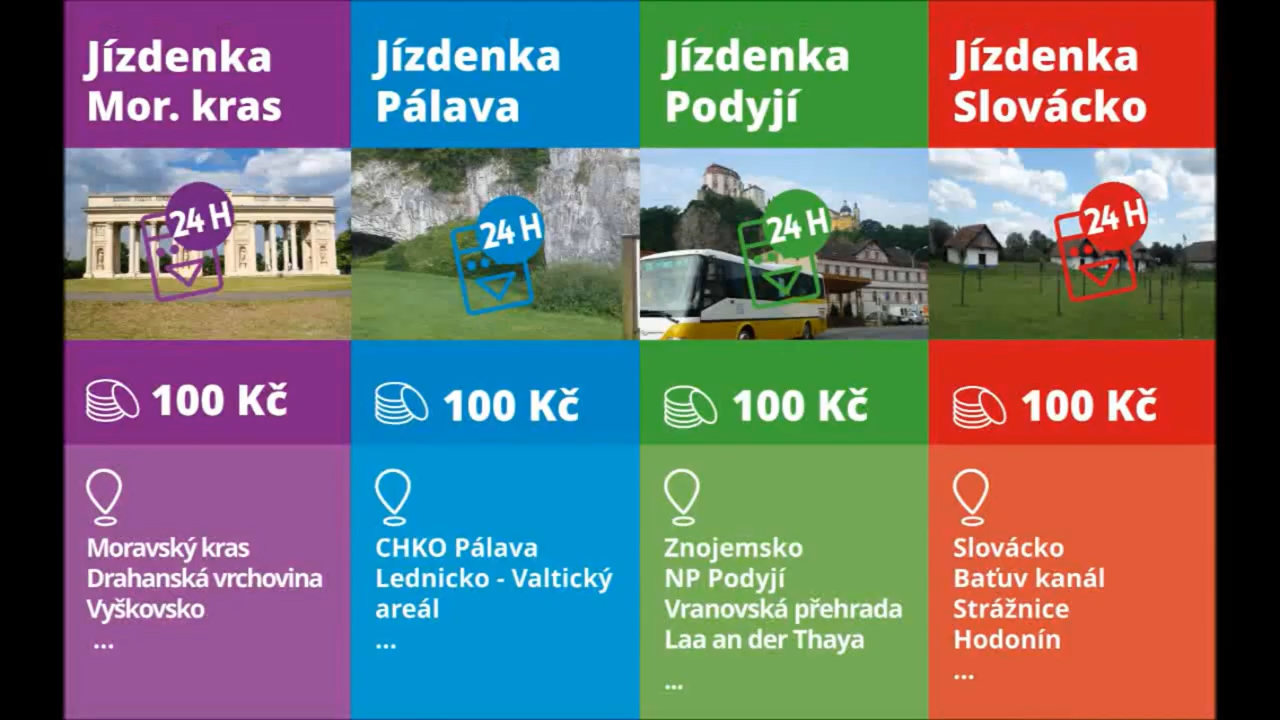 Jízdenka
Mor. kras
24 H
100 Kč
Moravský kras
Drahanská vrchovina
Vyškovsko
...
Jízdenka
Pálava
24 H
100 Kč
CHKO Pálava
Lednicko - Valtický
areál
...
Jízdenka
Podyjí
24 H
100 Kč
Znojemsko
NP Podyjí
Vranovská přehrada
Laa an der Thaya
...
Jízdenka
Slovácko
24 H
100 Kč
Slovácko
Baťuv kanál
Strážnice
Hodonín
...